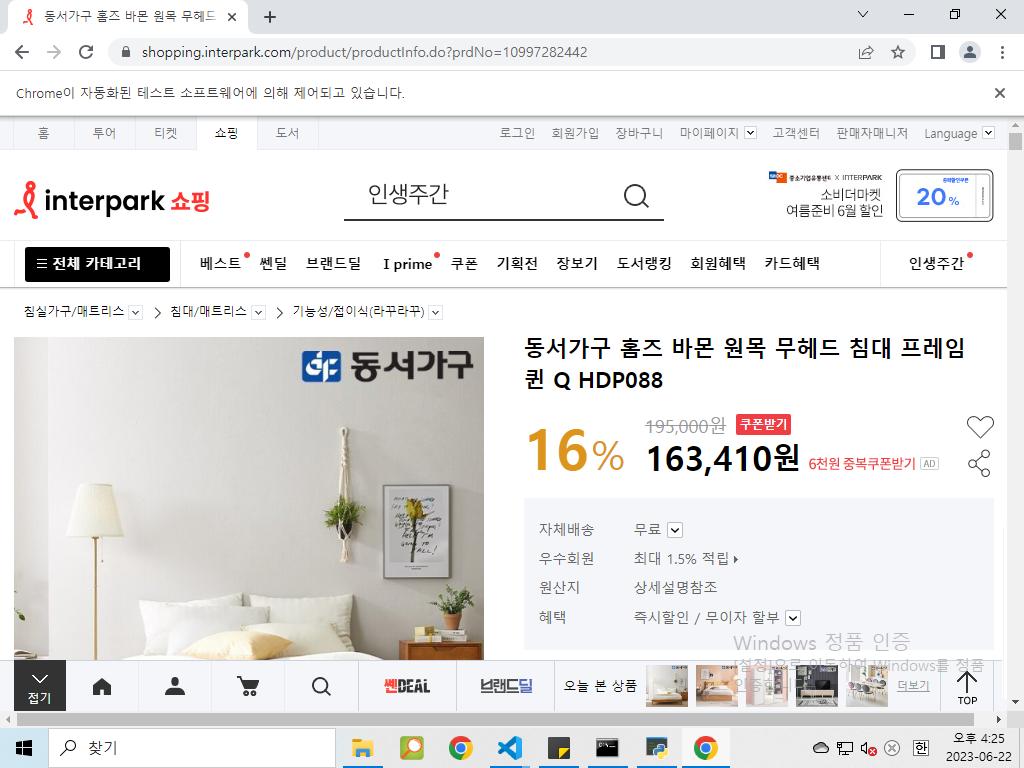 동서가구 홈즈 바몬 원목 무헤드
shopping.interpark.com/product/productInfo.do?prdNo=10997282442
Chrome이 자동화된 테스트 소프트웨어에 의해 제어되고 있습니다.
홈 투어 티켓 쇼핑 도서 로그인 회원가입 장바구니 마이페이지 고객센터 판매자매니저 Language
interpark 쇼핑
인생주간
중소기업유통센터 X INTERPARK
소비더마켓
여름준비 6월 할인
20%
전체 카테고리 베스트 쎈딜 브랜드딜 I prime 쿠폰 기획전 장보기 도서랭킹 회원혜택 카드혜택 인생주간
침실가구/매트리스 침대/매트리스 기능성/접이식(라꾸라꾸)
동서가구
동서가구 홈즈 바몬 원목 무헤드 침대 프레임
퀸 Q HDP088
16%
195,000원 쿠폰받기
163,410원 6천원 중복쿠폰받기 AD
자체배송 무료
우수회원 최대 1.5% 적립
원산지 상세설명참조
혜택 즉시할인 / 무이자 할부
Windows 정품 인증
[설정]으로 이동하여 Windows를 정품
접기 쎈DEAL 브랜드딜 오늘 본 상품 더보기 TOP
찾기
한
오후 4:25
2023-06-22